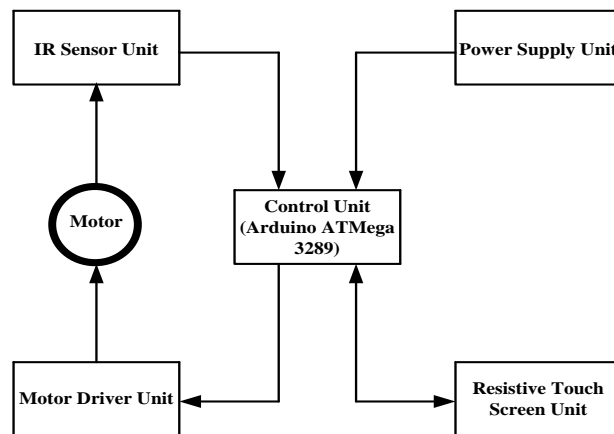 IR Sensor Unit
Power Supply Unit
Motor
Control Unit
(Arduino ATMega
3289)
Motor Driver Unit
Resistive Touch
Screen Unit